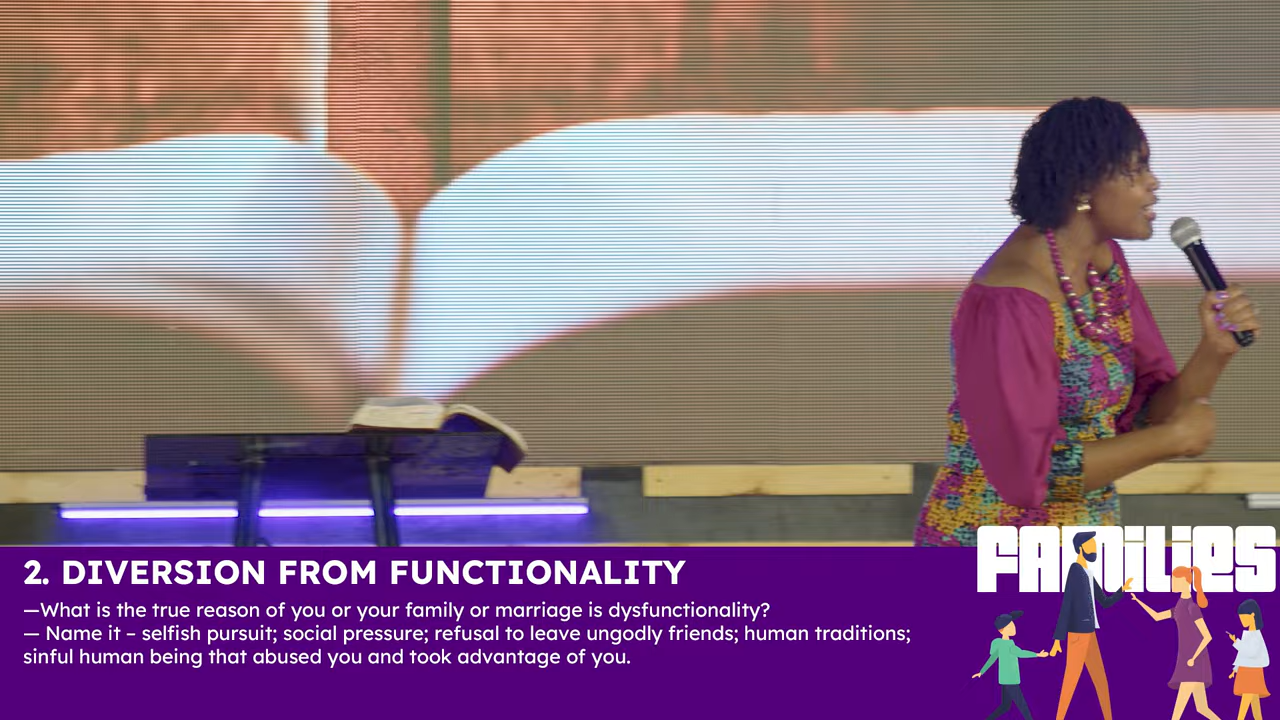 2. DIVERSION FROM FUNCTIONALITY
—What is the true reason of you or your family or marriage is dysfunctionality?
— Name it – selfish pursuit; social pressure; refusal to leave ungodly friends; human traditions;
sinful human being that abused you and took advantage of you.
FAMILIES